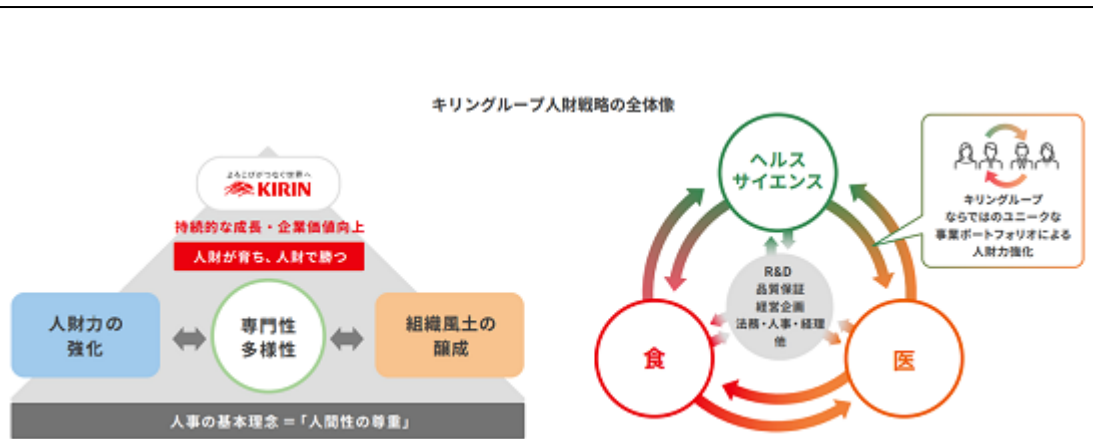 キリングループ人財戦略の全体像
よろこびがつなぐ世界へ
KIRIN
持続的な成長・企業価値向上
人財が育ち、人財で勝つ
人財力の
強化
専門性
多様性
組織風土の
醸成
人事の基本理念＝「人間性の尊重」
ヘルス
サイエンス
R&D
品質保証
経営企画
法務・人事・経理
他
食
医
キリングループ
ならではのユニークな
事業ポートフォリオによる
人財力強化